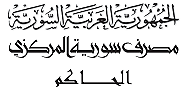 الجمهورية العربية السورية
مصرف سورية المركزي
الحاكم